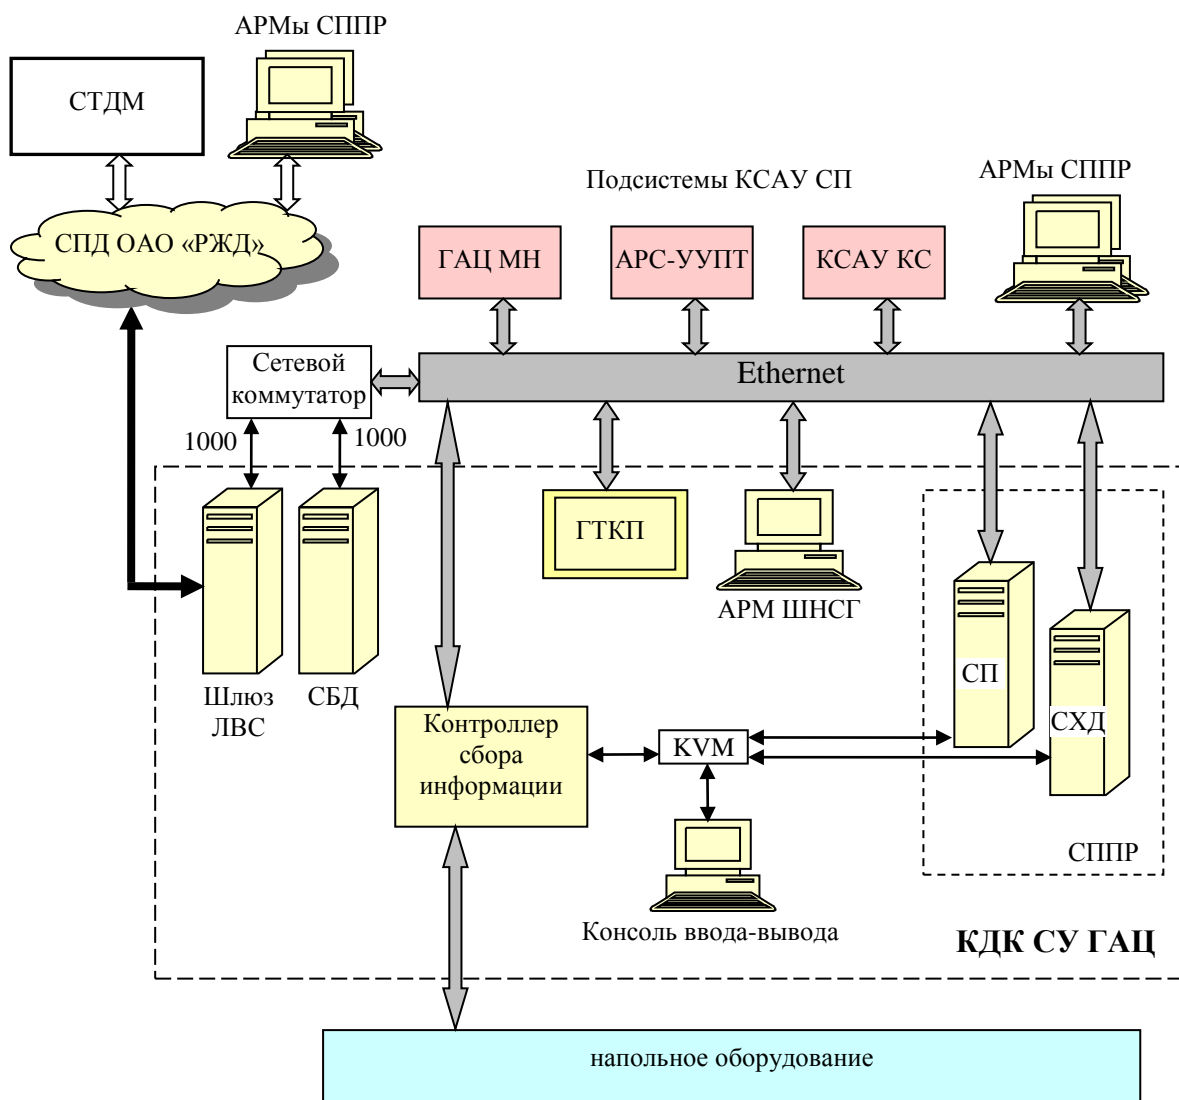 АРМы СППР
СТДМ
Подсистемы КСАУ СП
АРМы СППР
СПД ОАО «РЖД»
ГАЦ МН
АРС-УУПТ
КСАУ КС
Сетевой
коммутатор
Ethernet
1000
1000
ГТКП
АРМ ШНСГ
Шлюз
ЛВС
СБД
СП
СХД
Контроллер
сбора
информации
KVM
СППР
Консоль ввода-вывода
КДК СУ ГАЦ
напольное оборудование